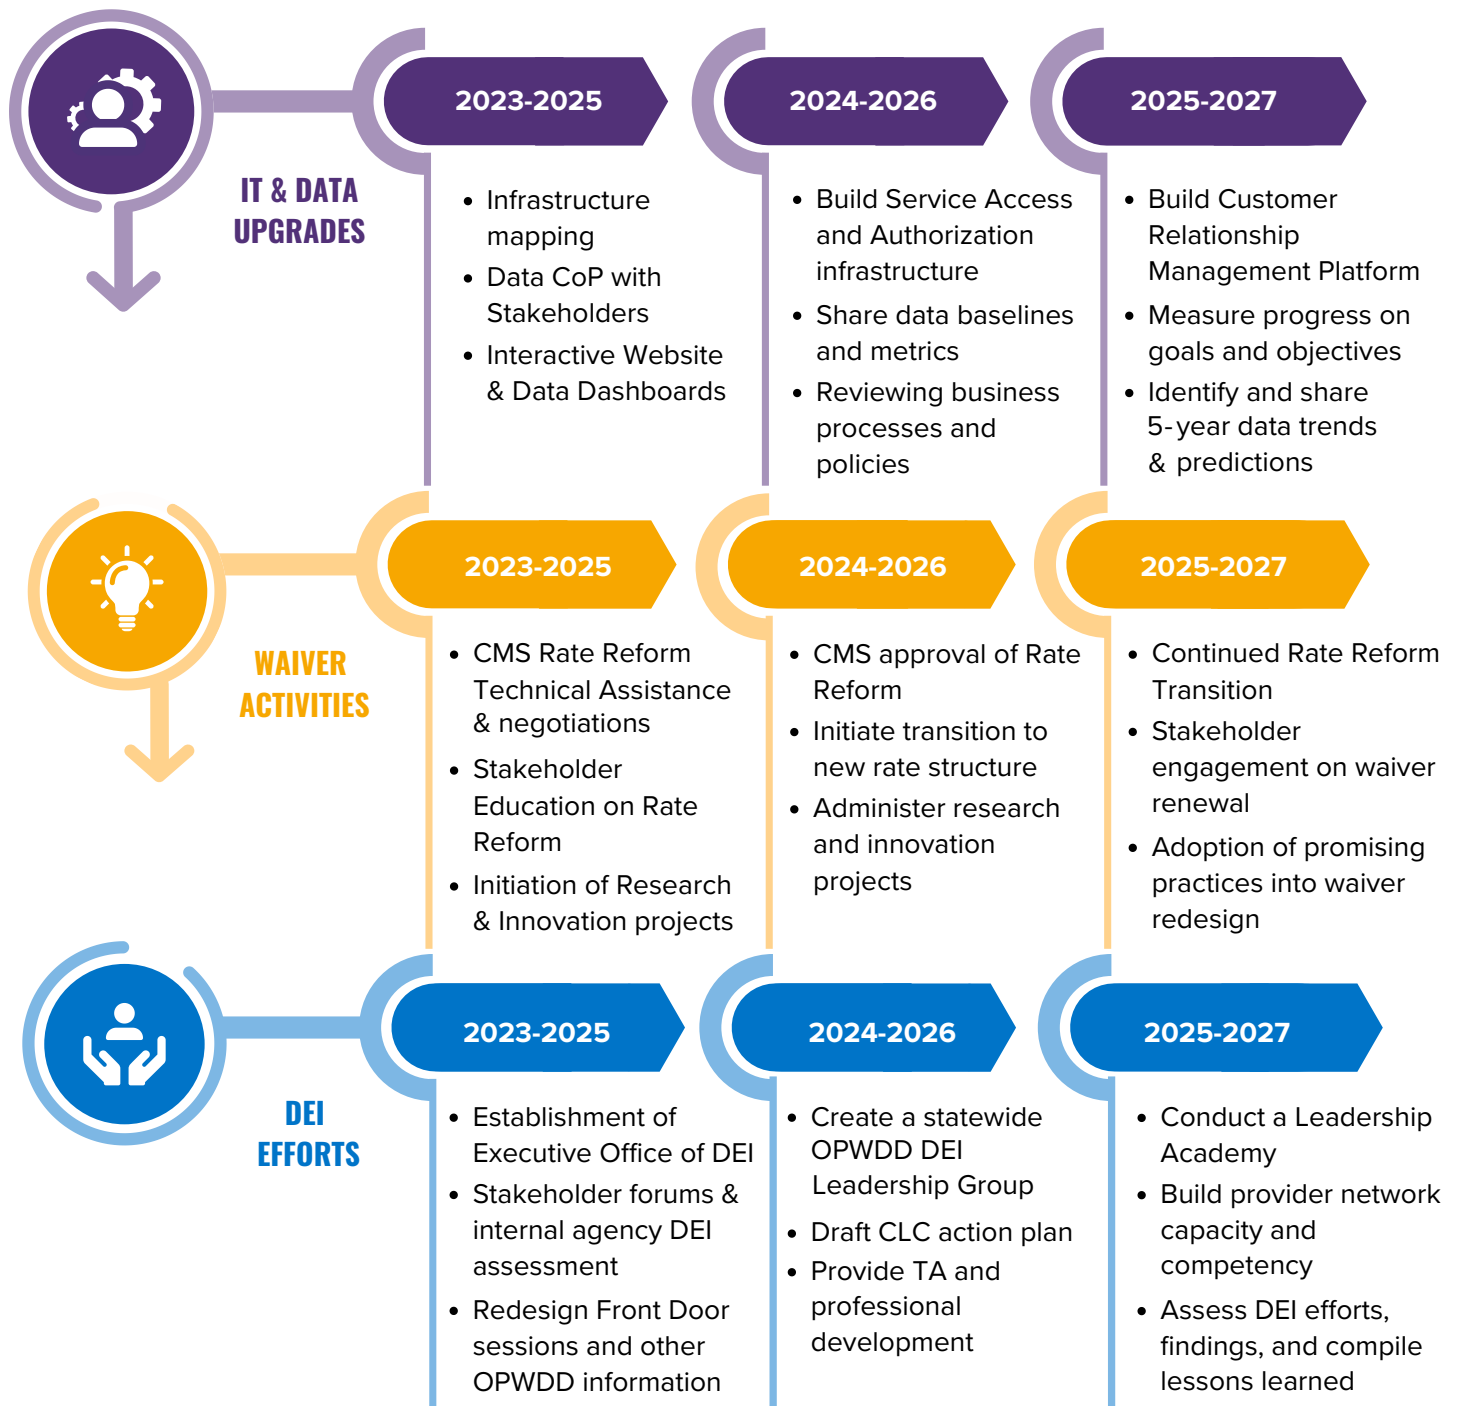 IT & DATA
UPGRADES
2023-2025
• Infrastructure
mapping
• Data CoP with
Stakeholders
• Interactive Website
& Data Dashboards
2024-2026
• Build Service Access
and Authorization
infrastructure
• Share data baselines
and metrics
• Reviewing business
processes and
policies
2025-2027
• Build Customer
Relationship
Management Platform
• Measure progress on
goals and objectives
• Identify and share
5-year data trends
& predictions
WAIVER
ACTIVITIES
2023-2025
• CMS Rate Reform
Technical Assistance
& negotiations
• Stakeholder
Education on Rate
Reform
• Initiation of Research
& Innovation projects
2024-2026
• CMS approval of Rate
Reform
• Initiate transition to
new rate structure
• Administer research
and innovation
projects
2025-2027
• Continued Rate Reform
Transition
• Stakeholder
engagement on waiver
renewal
• Adoption of promising
practices into waiver
redesign
DEI
EFFORTS
2023-2025
• Establishment of
Executive Office of DEI
• Stakeholder forums &
internal agency DEI
assessment
• Redesign Front Door
sessions and other
OPWDD information
2024-2026
• Create a statewide
OPWDD DEI
Leadership Group
• Draft CLC action plan
• Provide TA and
professional
development
2025-2027
• Conduct a Leadership
Academy
• Build provider network
capacity and
competency
• Assess DEI efforts,
findings, and compile
lessons learned